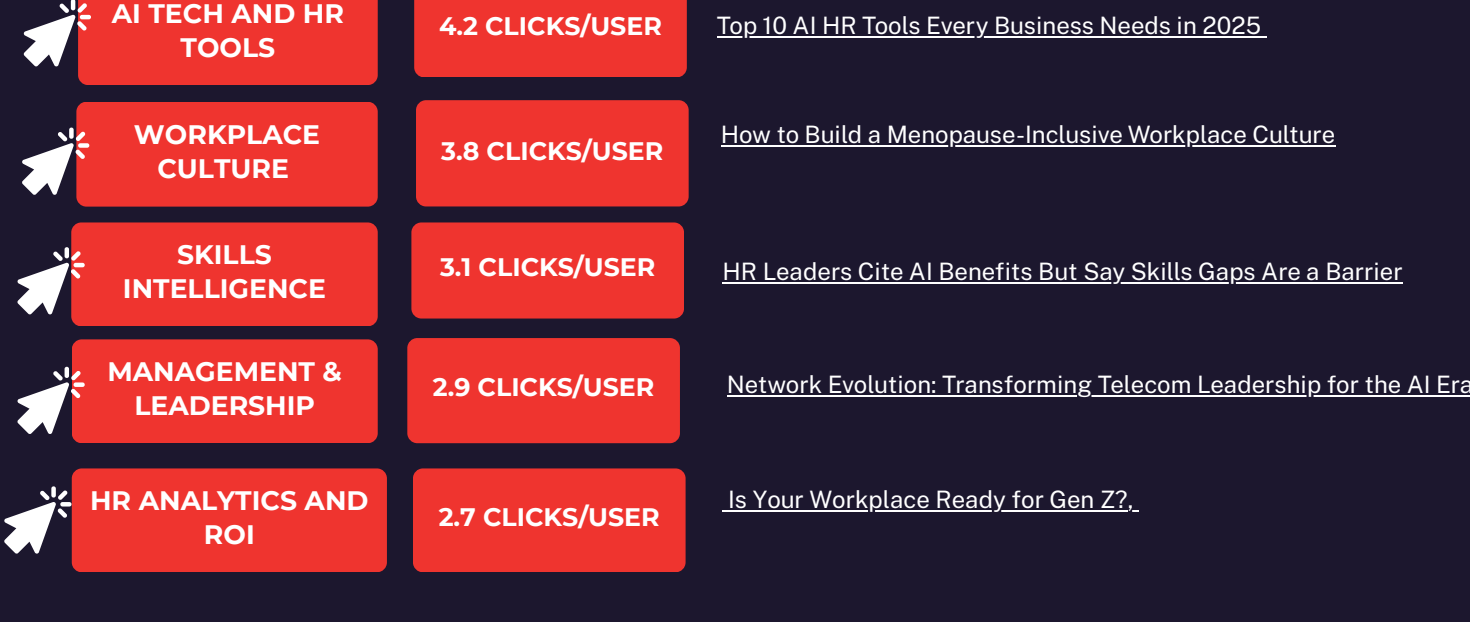 AI TECH AND HR
TOOLS
4.2 CLICKS/USER
Top 10 AI HR Tools Every Business Needs in 2025
WORKPLACE
CULTURE
3.8 CLICKS/USER
How to Build a Menopause-Inclusive Workplace Culture
SKILLS
INTELLIGENCE
3.1 CLICKS/USER
HR Leaders Cite AI Benefits But Say Skills Gaps Are a Barrier
MANAGEMENT &
LEADERSHIP
2.9 CLICKS/USER
Network Evolution: Transforming Telecom Leadership for the AI Era
HR ANALYTICS AND
ROI
2.7 CLICKS/USER
Is Your Workplace Ready for Gen Z?,